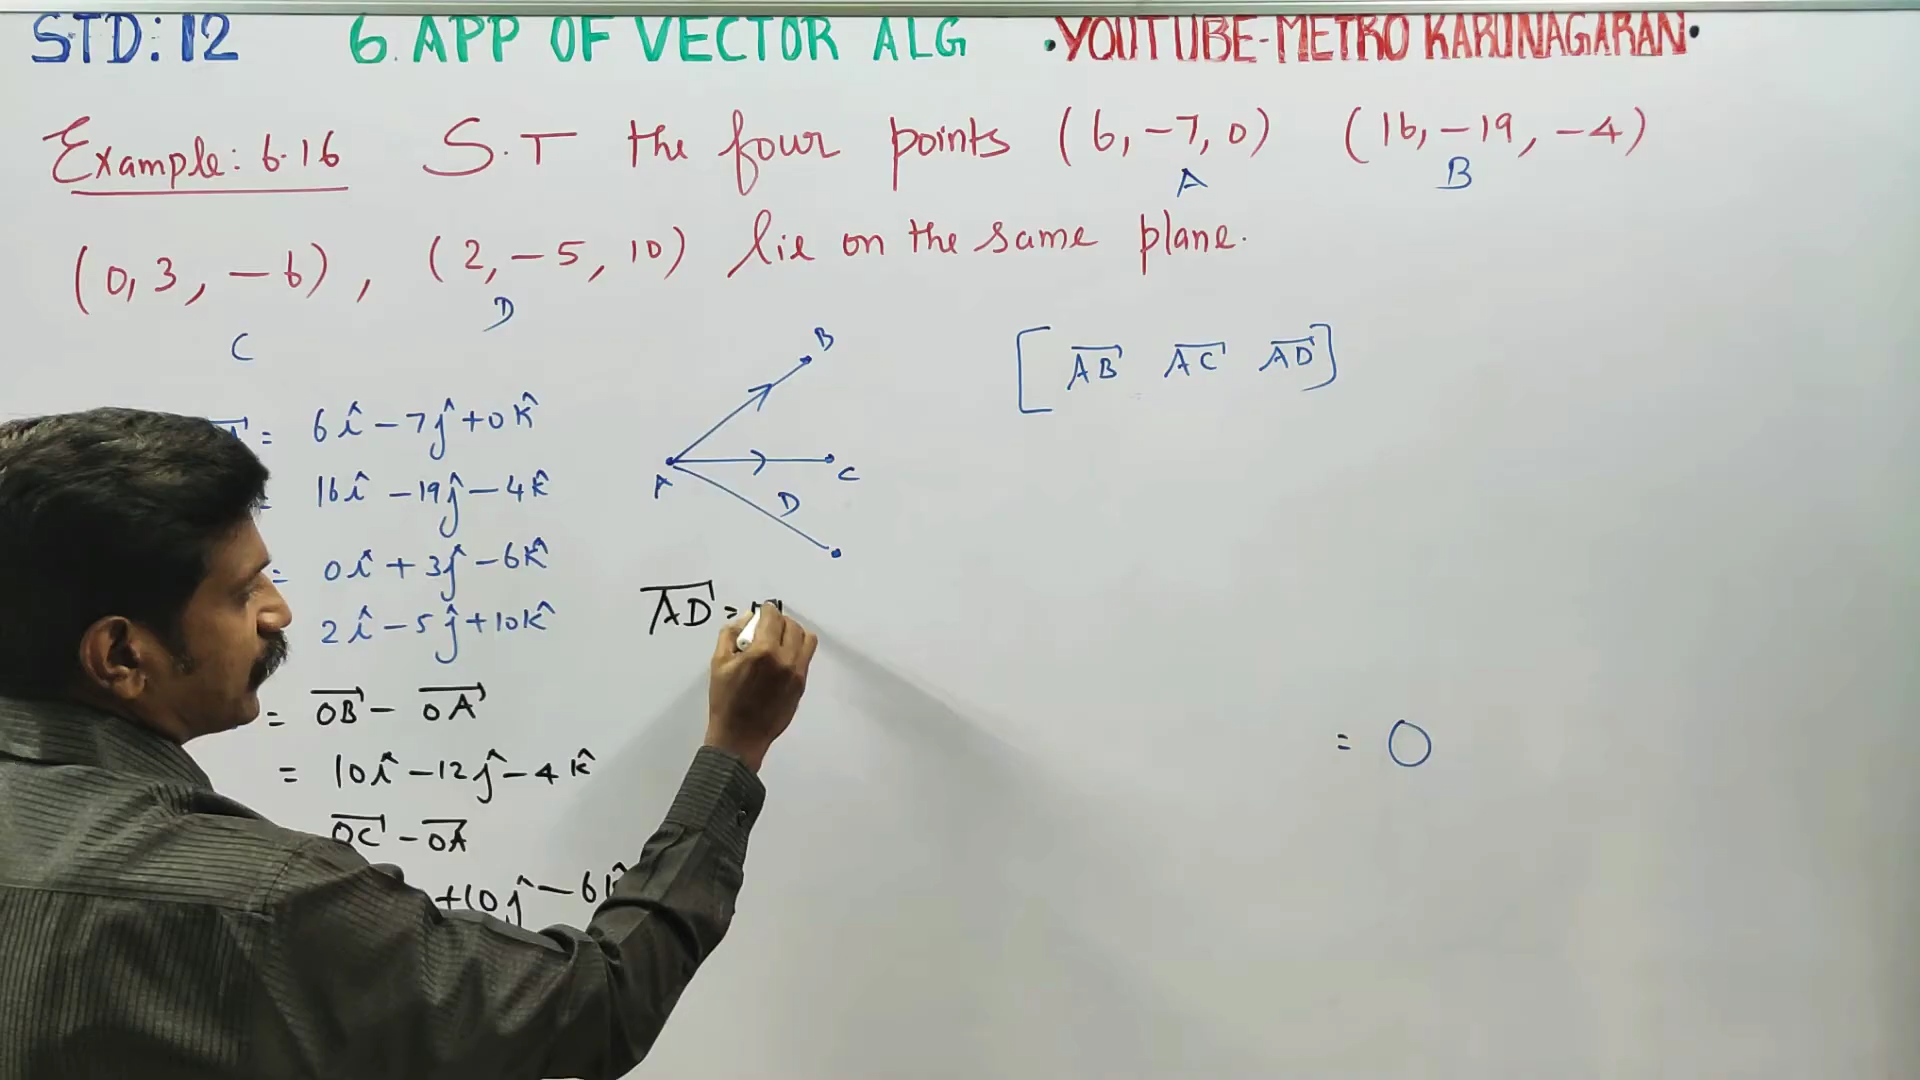 STD: 12 6. APP OF VECTOR ALG • YOUTUBE-METRO KARUNAGARAN •
Example: 6.16 S.T the four points (6, -7, 0) (16, -19, -4)
A B
(0, 3, -6), (2, -5, 10) lie on the same plane.
C D
= 6î - 7ĵ + 0k̂
16î - 19ĵ - 4k̂
= 0î + 3ĵ - 6k̂
2î - 5ĵ + 10k̂
= OB⃗ - OA⃗
= 10î - 12ĵ - 4k̂
OC⃗ - OA⃗
+10ĵ - 6k̂
B
A C
D
AD⃗ =
[AB⃗ AC⃗ AD⃗]
= 0